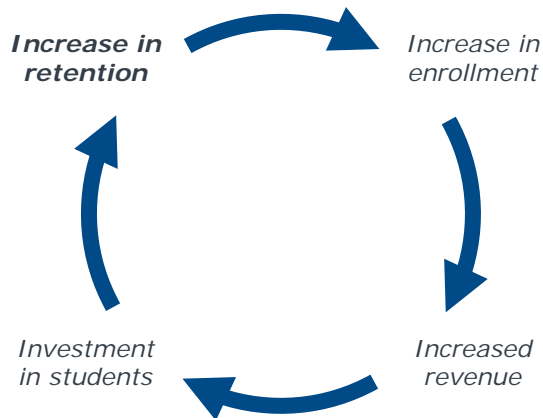 Increase in
retention
Increase in
enrollment
Increased
revenue
Investment
in students